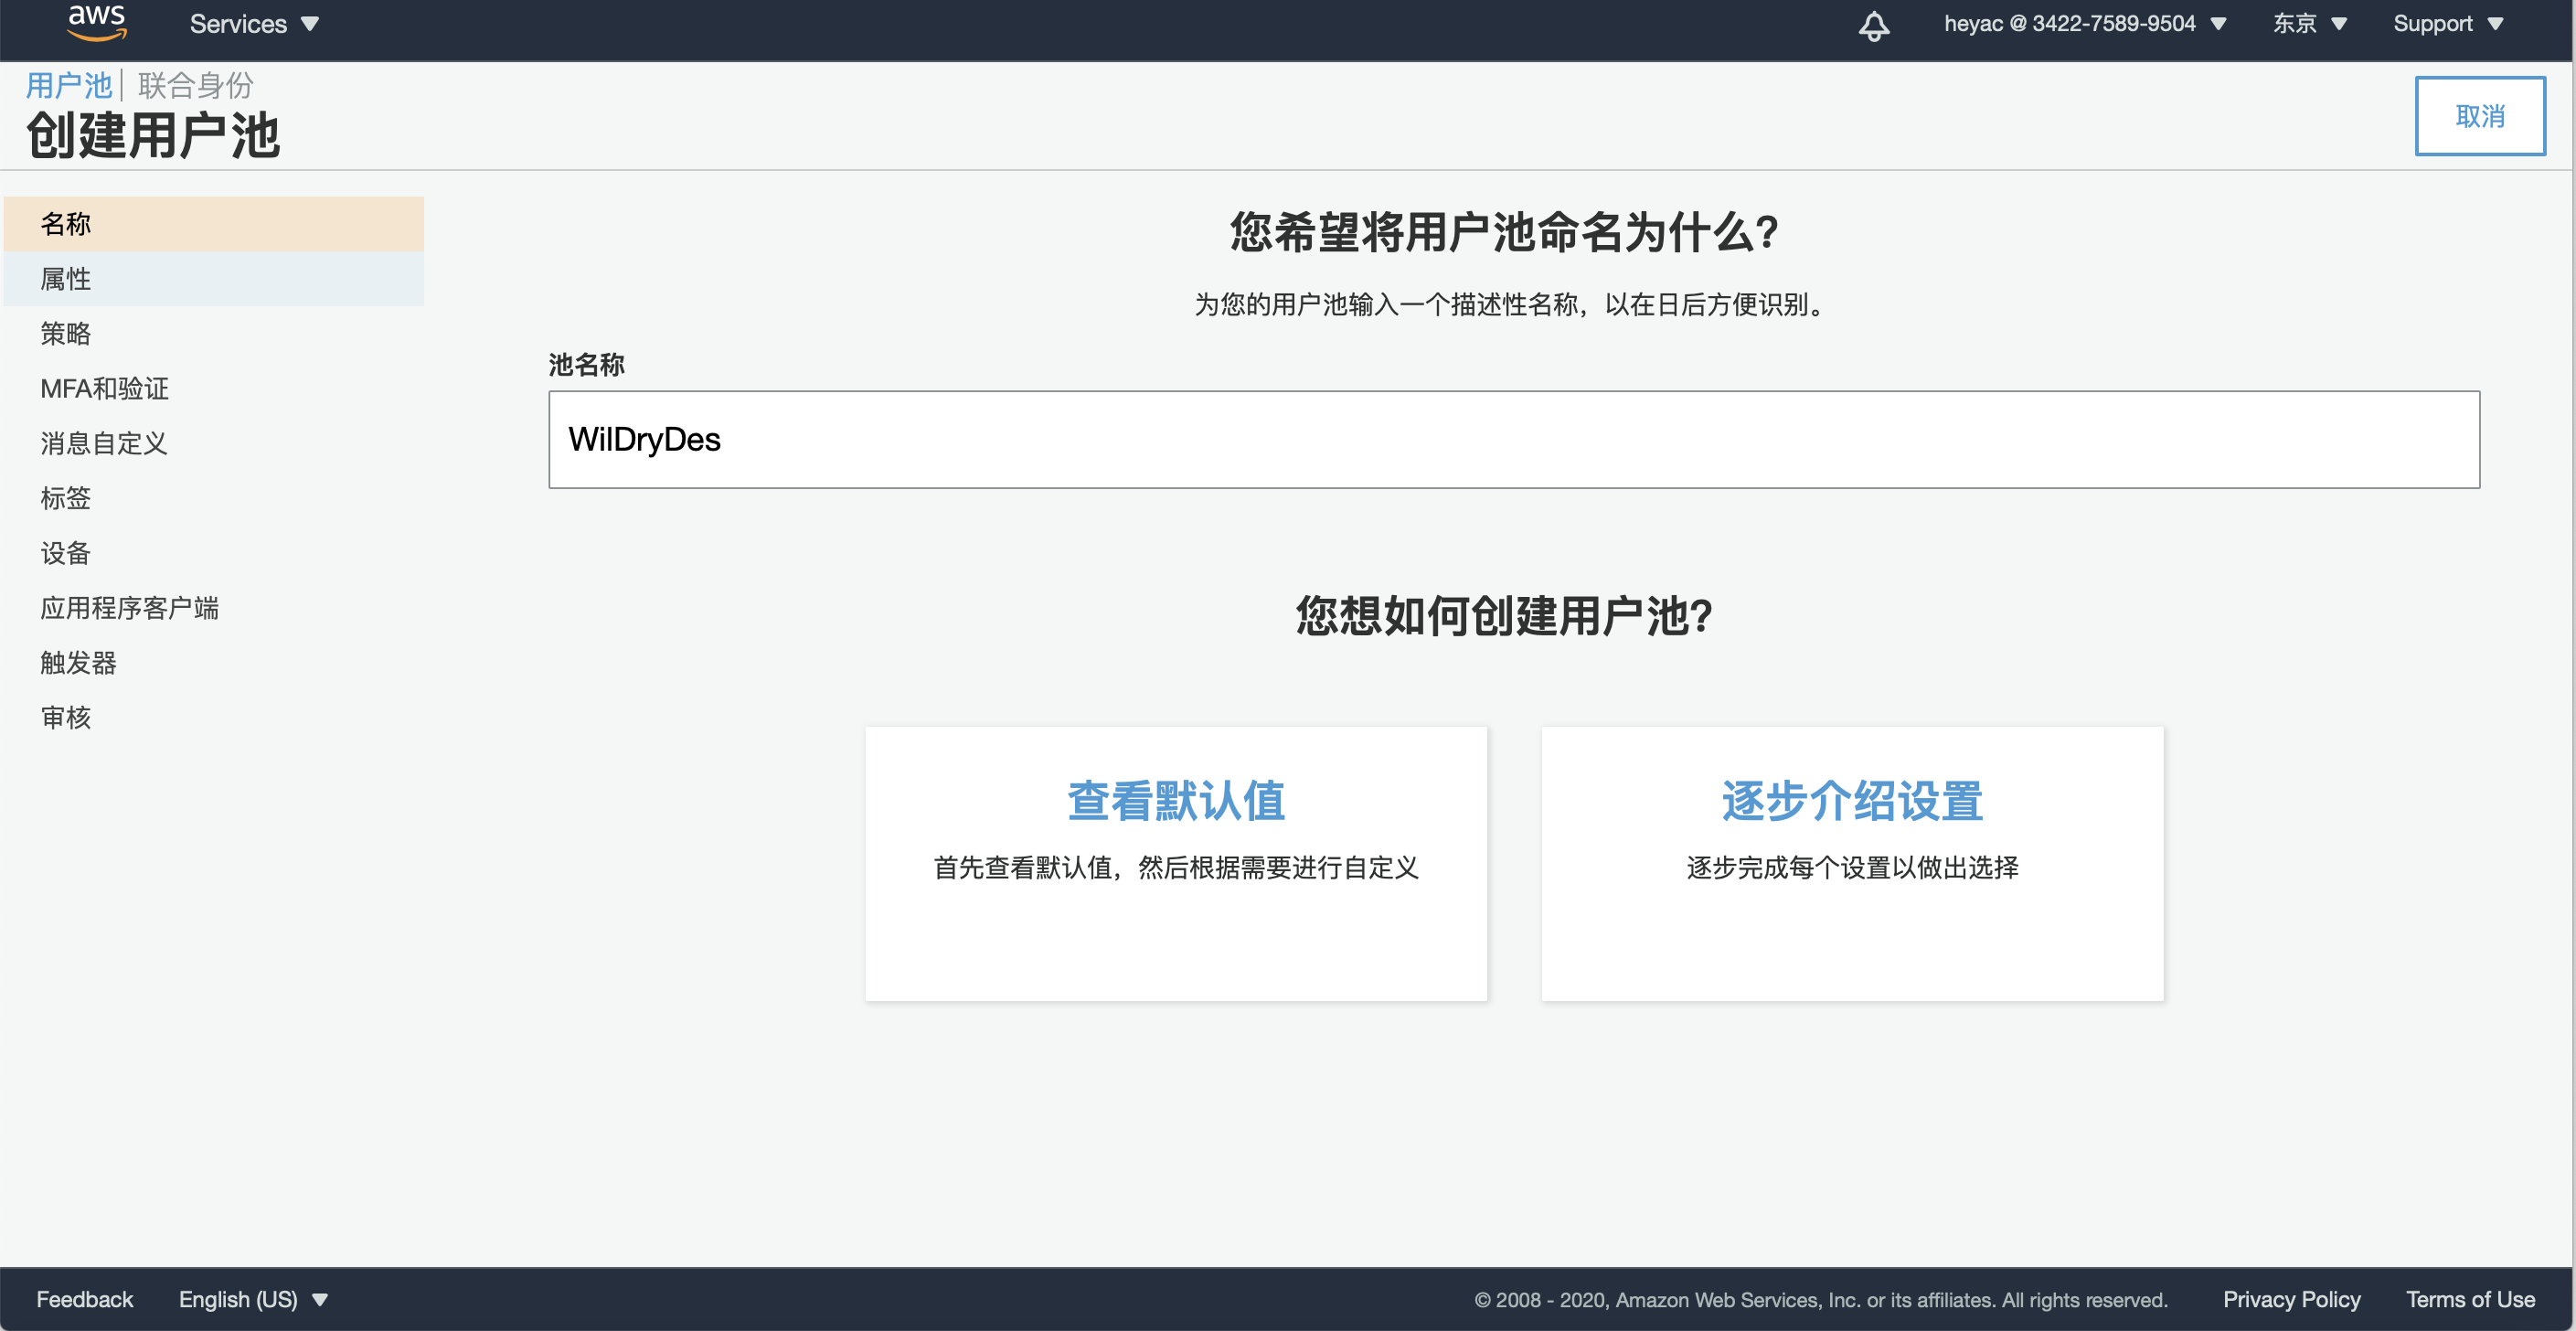 aws Services heyac @ 3422-7589-9504 东京 Support
用户池 | 联合身份
创建用户池
取消
名称
属性
策略
MFA和验证
消息自定义
标签
设备
应用程序客户端
触发器
审核
您希望将用户池命名为什么?
为您的用户池输入一个描述性名称，以在日后方便识别。
池名称
WilDryDes
您想如何创建用户池?
查看默认值
首先查看默认值，然后根据需要进行自定义
逐步介绍设置
逐步完成每个设置以做出选择
Feedback English (US) © 2008 - 2020, Amazon Web Services, Inc. or its affiliates. All rights reserved. Privacy Policy Terms of Use